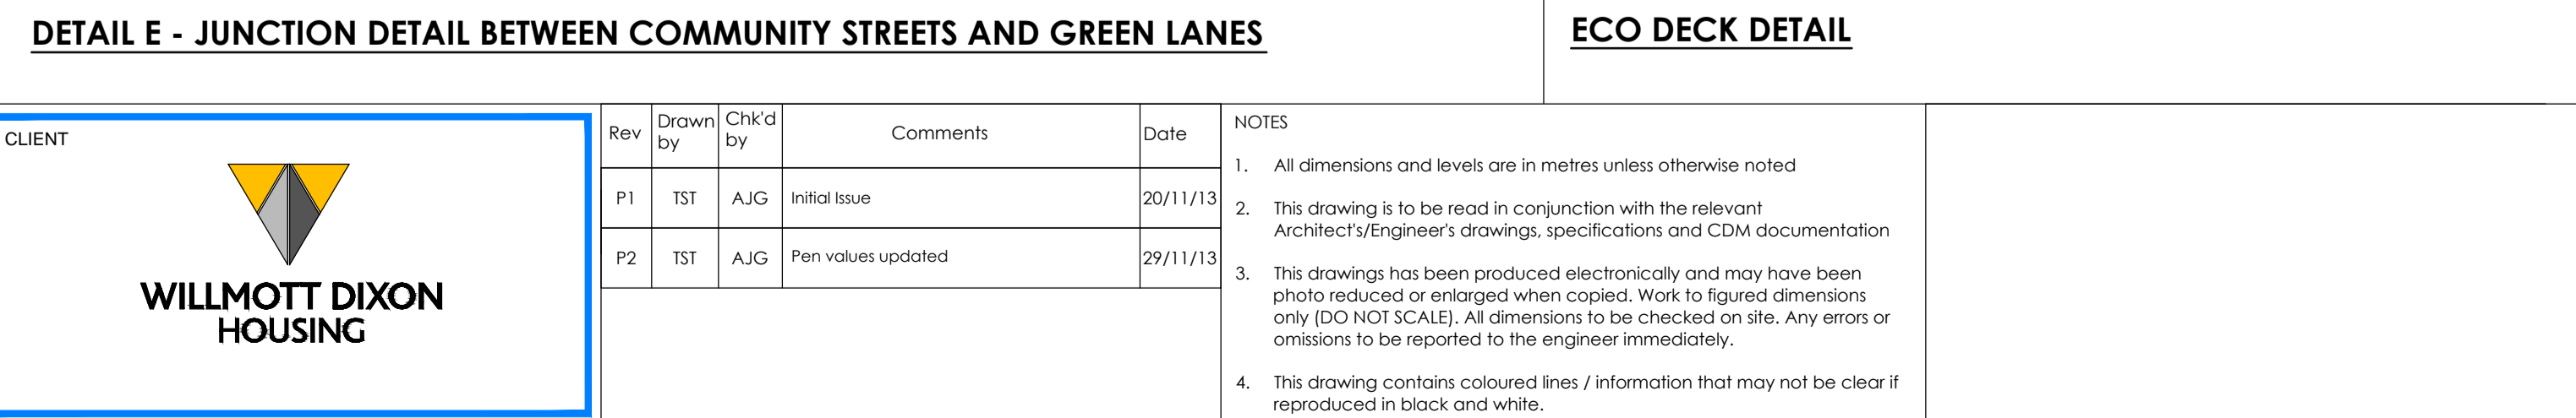 DETAIL E - JUNCTION DETAIL BETWEEN COMMUNITY STREETS AND GREEN LANES
ECO DECK DETAIL
CLIENT
WILLMOTT DIXON
HOUSING
Rev Drawn by Chk'd by Comments Date
P1 TST AJG Initial Issue 20/11/13
P2 TST AJG Pen values updated 29/11/13
NOTES
1. All dimensions and levels are in metres unless otherwise noted
2. This drawing is to be read in conjunction with the relevant
Architect's/Engineer's drawings, specifications and CDM documentation
3. This drawings has been produced electronically and may have been
photo reduced or enlarged when copied. Work to figured dimensions
only (DO NOT SCALE). All dimensions to be checked on site. Any errors or
omissions to be reported to the engineer immediately.
4. This drawing contains coloured lines / information that may not be clear if
reproduced in black and white.